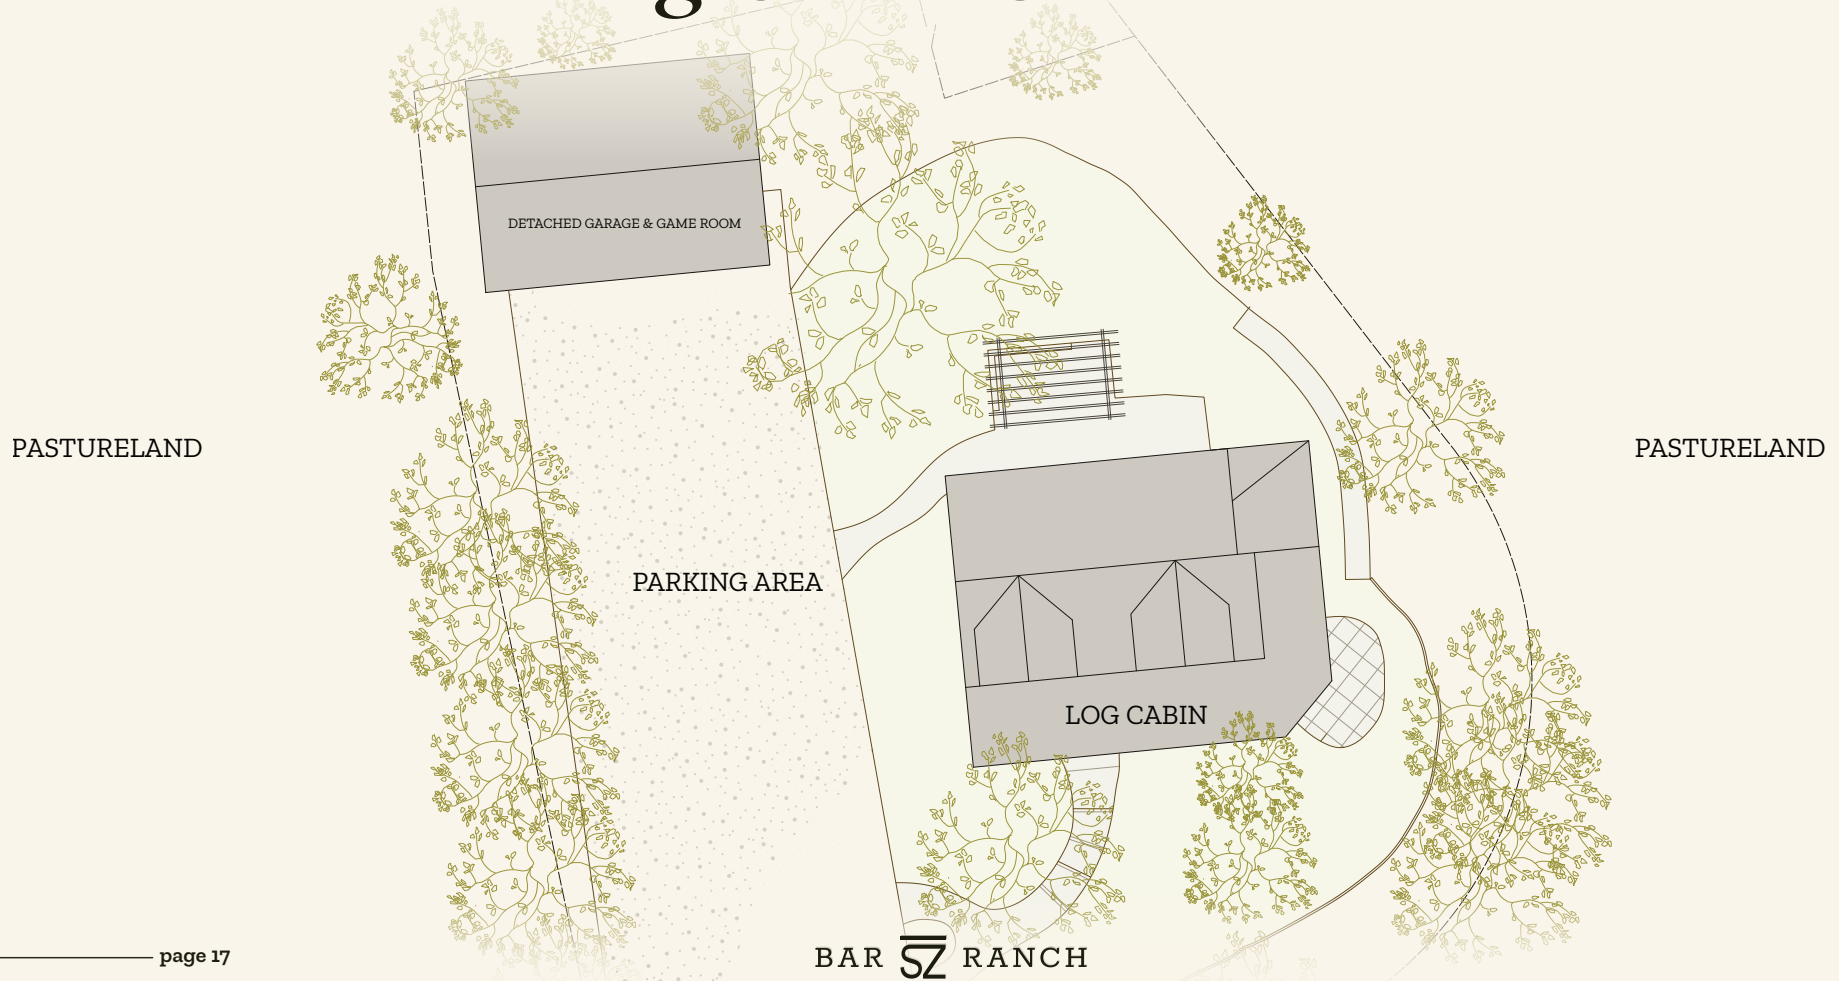 DETACHED GARAGE & GAME ROOM
PASTURELAND
PASTURELAND
PARKING AREA
LOG CABIN
page 17
BAR SZ RANCH